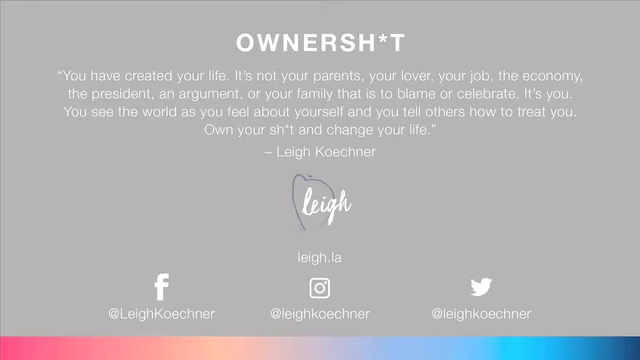 OWNERSH*T
“You have created your life. It’s not your parents, your lover, your job, the economy,
the president, an argument, or your family that is to blame or celebrate. It’s you.
You see the world as you feel about yourself and you tell others how to treat you.
Own your sh*t and change your life.”
– Leigh Koechner
leigh
leigh.la
@LeighKoechner
@leighkoechner
@leighkoechner